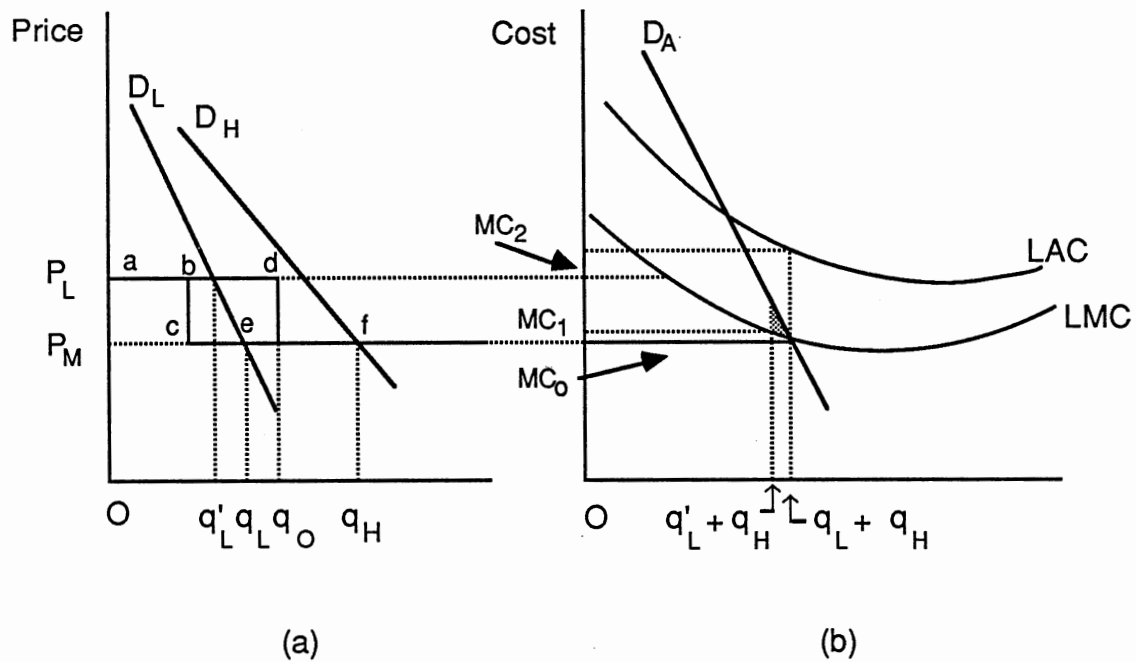 Price
Cost
D_A
D_L
D_H
MC_2
LAC
a b d
P_L
MC_1
LMC
c e f
P_M
MC_o
O q'_L q_L q_O q_H
O q'_L + q_H q_L + q_H
(a) (b)